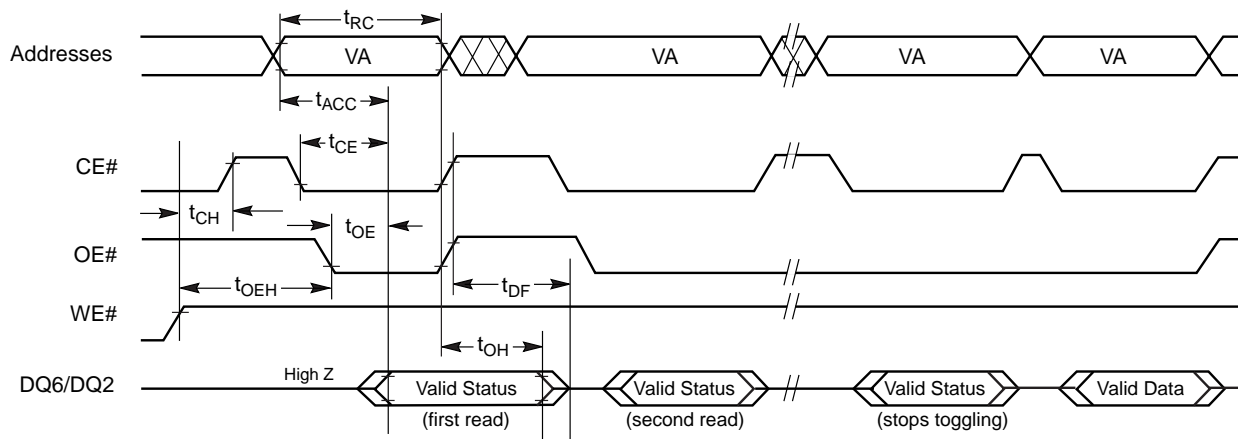 tRC
Addresses VA VA VA VA
tACC
tCE
CE#
tCH tOE
OE#
tOEH tDF
WE#
tOH
DQ6/DQ2 High Z Valid Status Valid Status Valid Status Valid Data
(first read) (second read) (stops toggling)